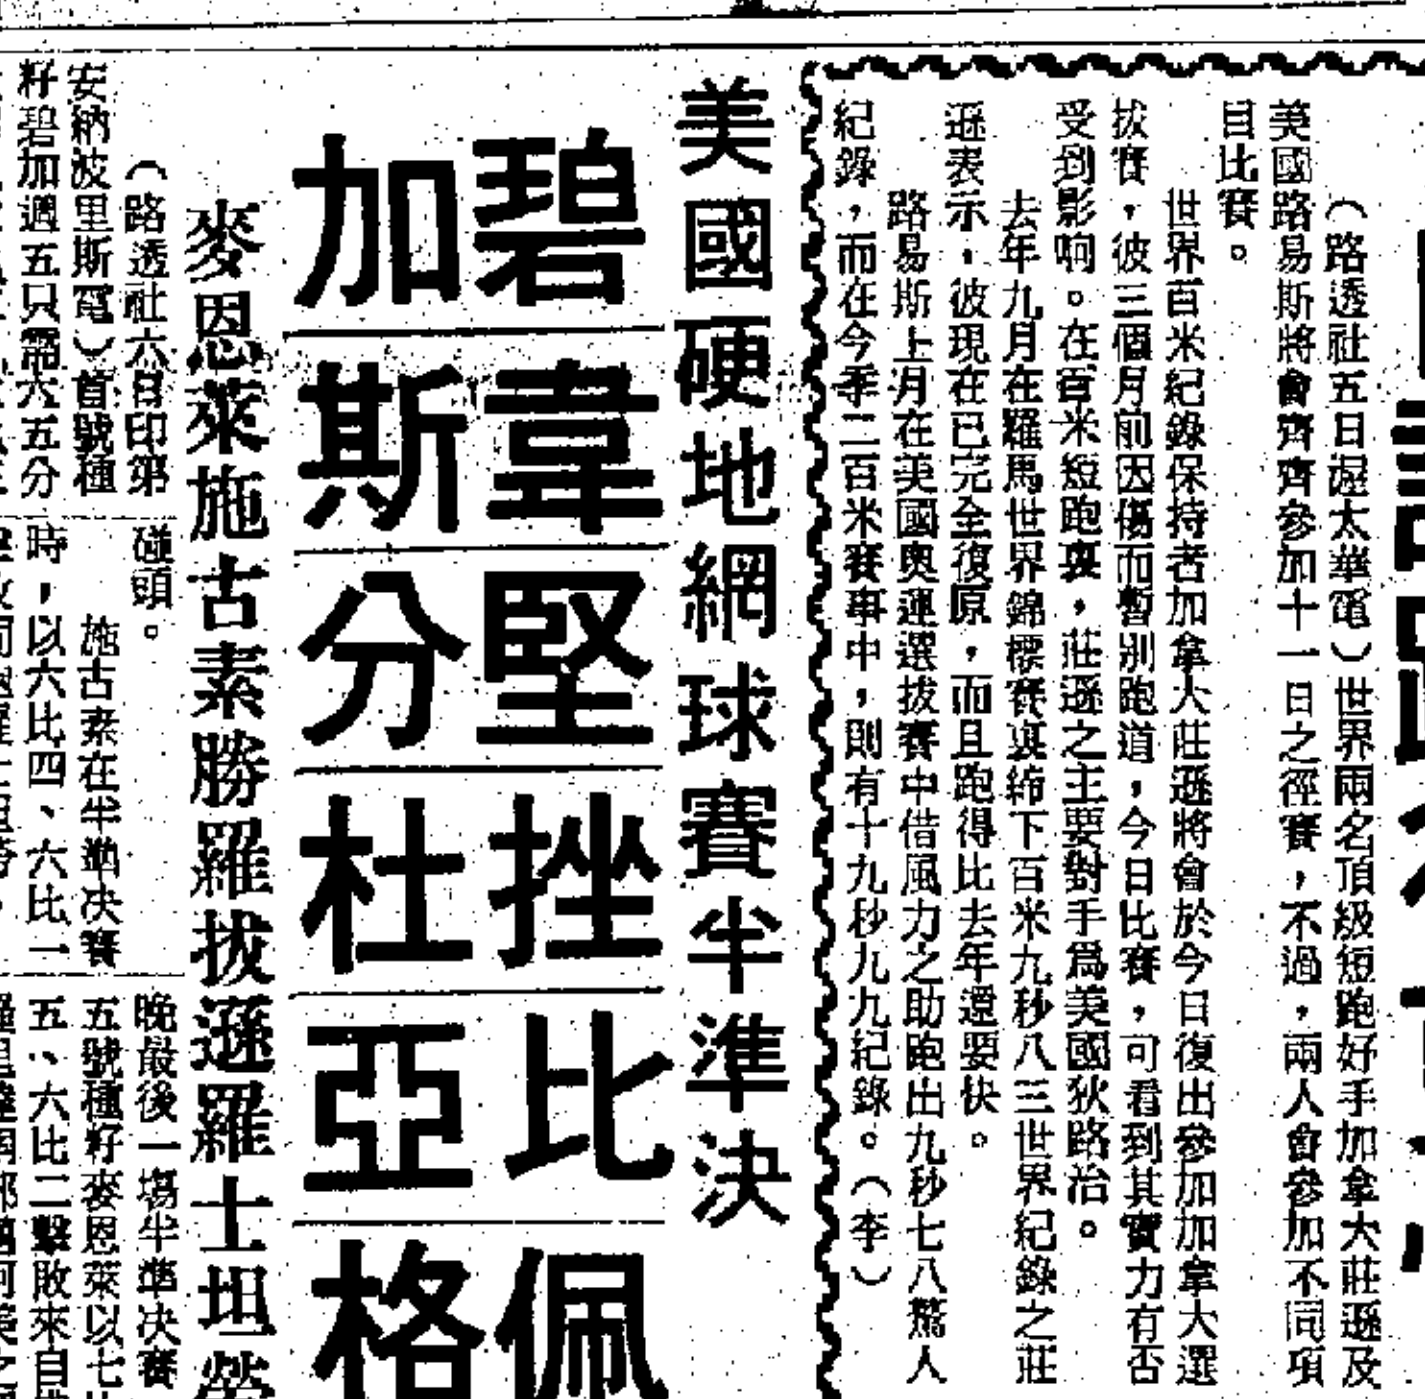 （路透社五日渥太華電）世界兩名頂級短跑好手加拿大莊遜及
美國路易斯將會齊齊參加十一日之徑賽，不過，兩人會參加不同項
目比賽。
世界百米紀錄保持者加拿大莊遜將會於今日復出參加加拿大選
拔賽，彼三個月前因傷而暫別跑道，今日比賽，可看到其實力有否
受到影响。在百米短跑裏，莊遜之主要對手爲美國狄路治。
去年九月在羅馬世界錦標賽裏締下百米九秒八三世界紀錄之莊
遜表示，彼現在已完全復原，而且跑得比去年還要快。
路易斯上月在美國奧運選拔賽中借風力之助跑出九秒七八驚人
紀錄，而在今季二百米賽事中，則有十九秒九九紀錄。（李）
美國硬地網球賽半準決
碧韋堅挫比佩
加斯分杜亞格
麥恩萊施古素勝羅拔遜羅士坦
（路透社六日印第
安納波里斯電）首號種
籽碧加週五只需六五分
碰頭。
施古素在半準决賽
時，以六比四、六比一
晚最後一塲半準决賽
五號種籽麥恩萊以七比
五、六比二擊敗來自